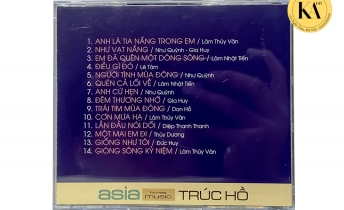 KA
1. ANH LÀ TIA NẮNG TRONG EM / Lâm Thúy Vân
2. NHƯ VẠT NẮNG / Như Quỳnh - Gia Huy
3. EM ĐÃ QUÊN MỘT DÒNG SÔNG / Lâm Nhật Tiến
4. ĐIỀU GÌ ĐÓ / Lê Tâm
5. NGƯỜI TÌNH MÙA ĐÔNG / Như Quỳnh
6. QUÊN CẢ LỐI VỀ / Lâm Nhật Tiến
7. ANH CỨ HẸN / Như Quỳnh
8. ĐÊM THƯƠNG NHỚ / Gia Huy
9. TRÁI TIM MÙA ĐÔNG / Don Hồ
10. CƠN MƯA HẠ / Lâm Thúy Vân
11. LẦN ĐẦU NÓI DỐI / Diệp Thanh Thanh
12. MỘT MAI EM ĐI / Thùy Dương
13. GIỐNG NHƯ TÔI / Đức Huy
14. GIÒNG SÔNG KỶ NIỆM / Lâm Thúy Vân
asia music TRÚC HỒ